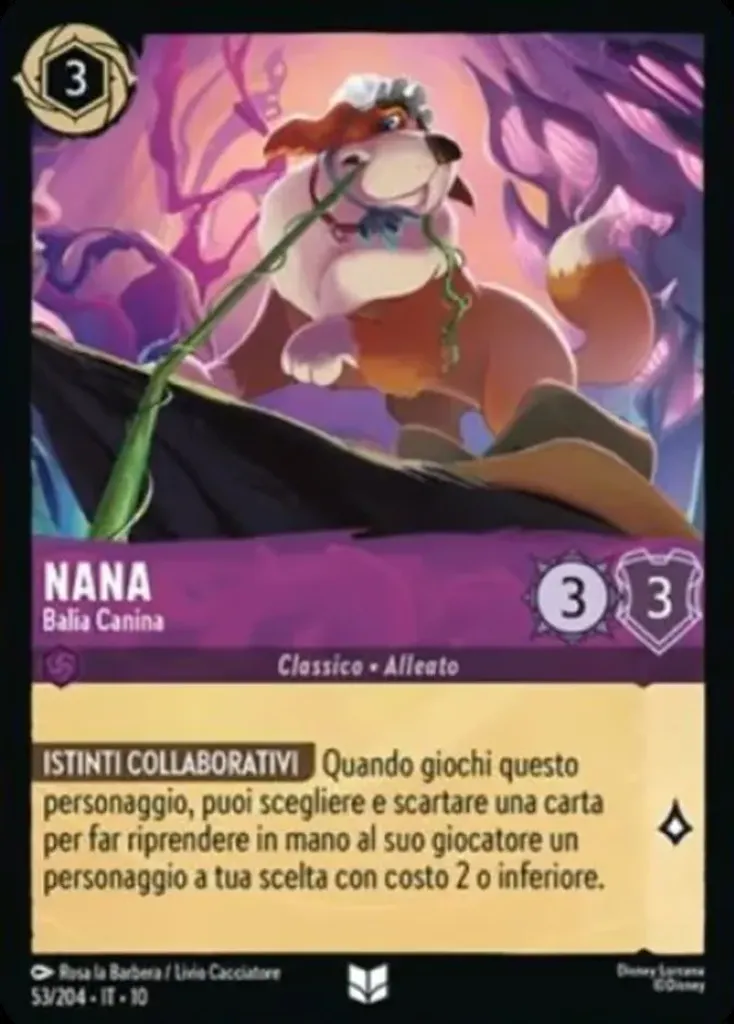 3
NANA
Balia Canina
3
3
Classico • Alleato
ISTINTI COLLABORATIVI Quando giochi questo
personaggio, puoi scegliere e scartare una carta
per far riprendere in mano al suo giocatore un
personaggio a tua scelta con costo 2 o inferiore.
Rosa la Barbera / Livio Cacciatore
53/204 • IT • 10
Disney Lorcana
©Disney